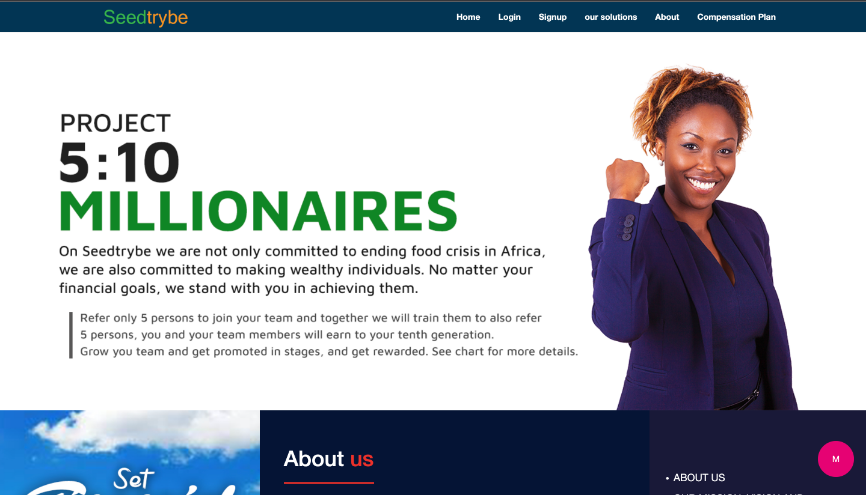 Seedtrybe
Home Login Signup our solutions About Compensation Plan
PROJECT
5:10
MILLIONAIRES
On Seedtrybe we are not only committed to ending food crisis in Africa,
we are also committed to making wealthy individuals. No matter your
financial goals, we stand with you in achieving them.
Refer only 5 persons to join your team and together we will train them to also refer
5 persons, you and your team members will earn to your tenth generation.
Grow you team and get promoted in stages, and get rewarded. See chart for more details.
Set
About us
M
ABOUT US